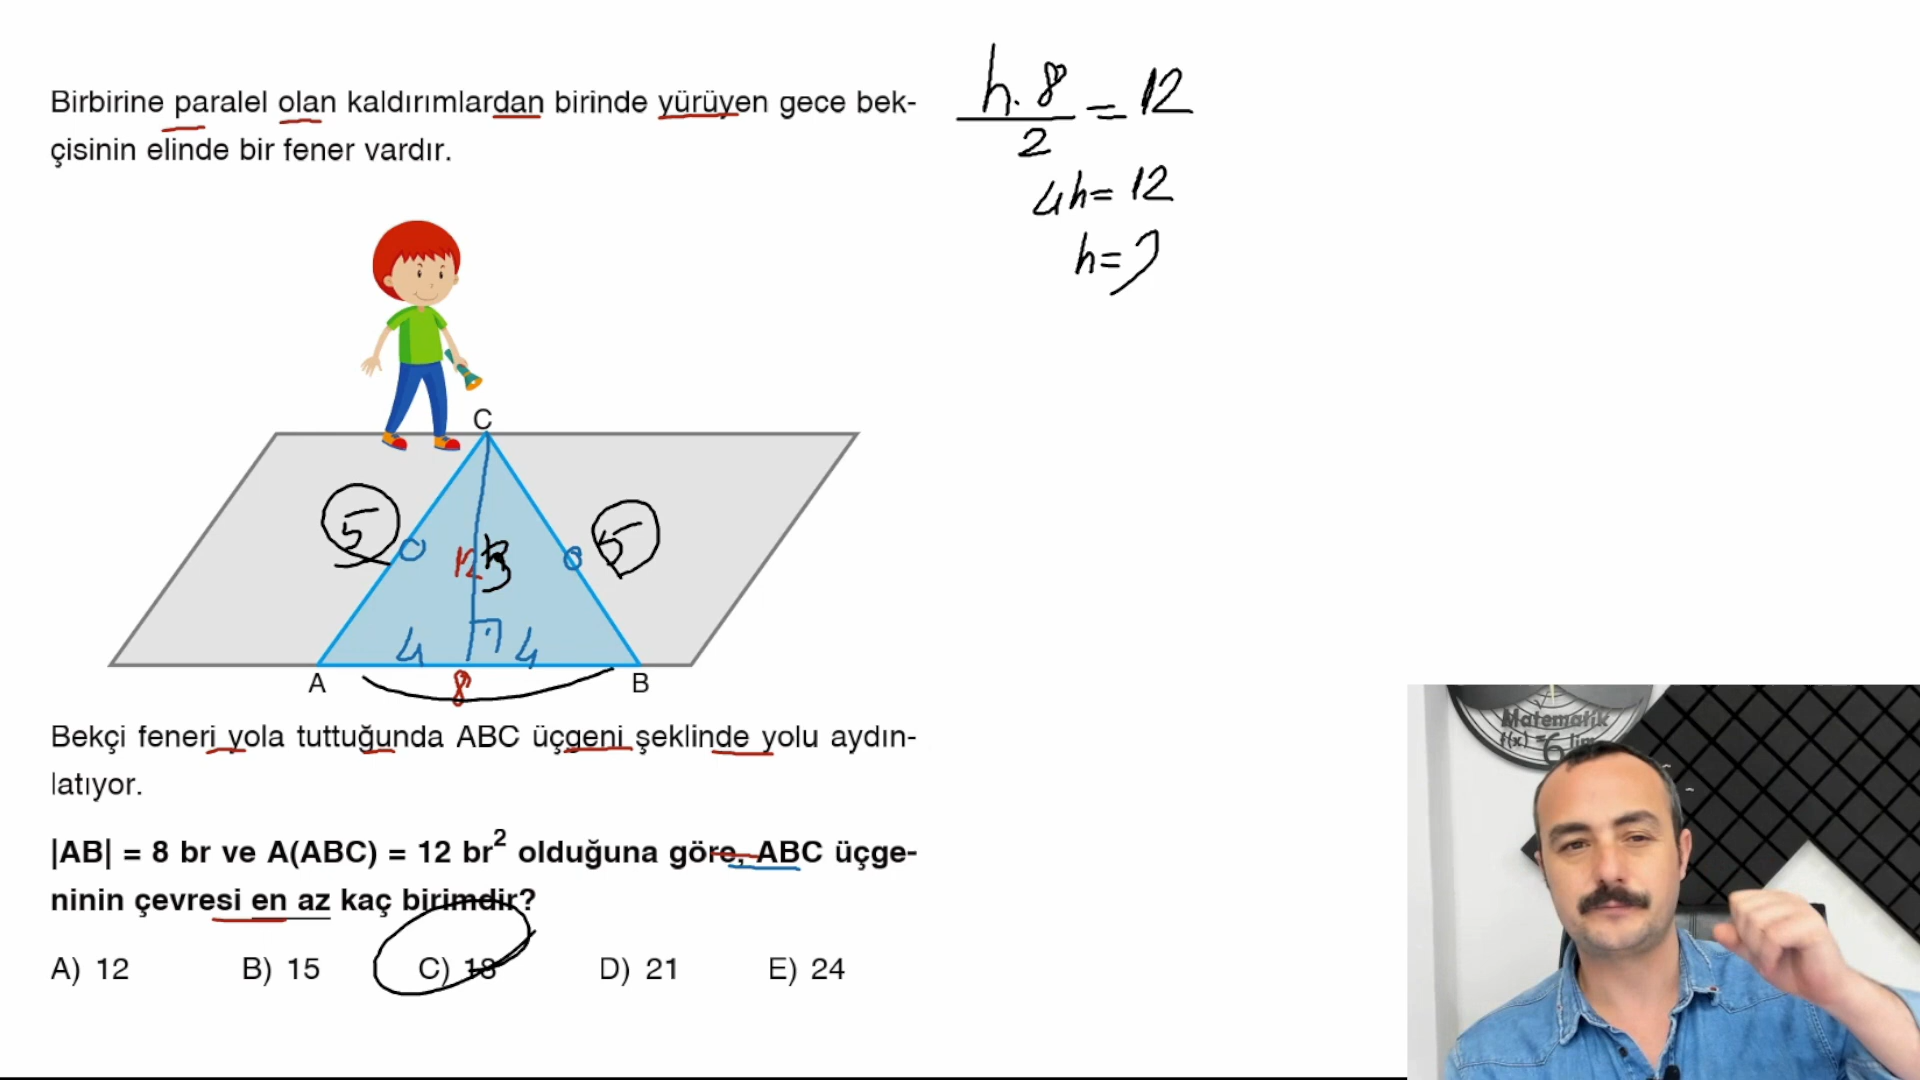 Birbirine paralel olan kaldırımlardan birinde yürüyen gece bek-
çisinin elinde bir fener vardır.
h. 8
2
= 12
4h = 12
h = 3
C
5
5
12
h
3
4
4
A
8
B
Bekçi feneri yola tuttuğunda ABC üçgeni şeklinde yolu aydın-
latıyor.
|AB| = 8 br ve A(ABC) = 12 br² olduğuna göre, ABC üçge-
ninin çevresi en az kaç birimdir?
A) 12 B) 15 C) 18 D) 21 E) 24
Matematik
f(x) =